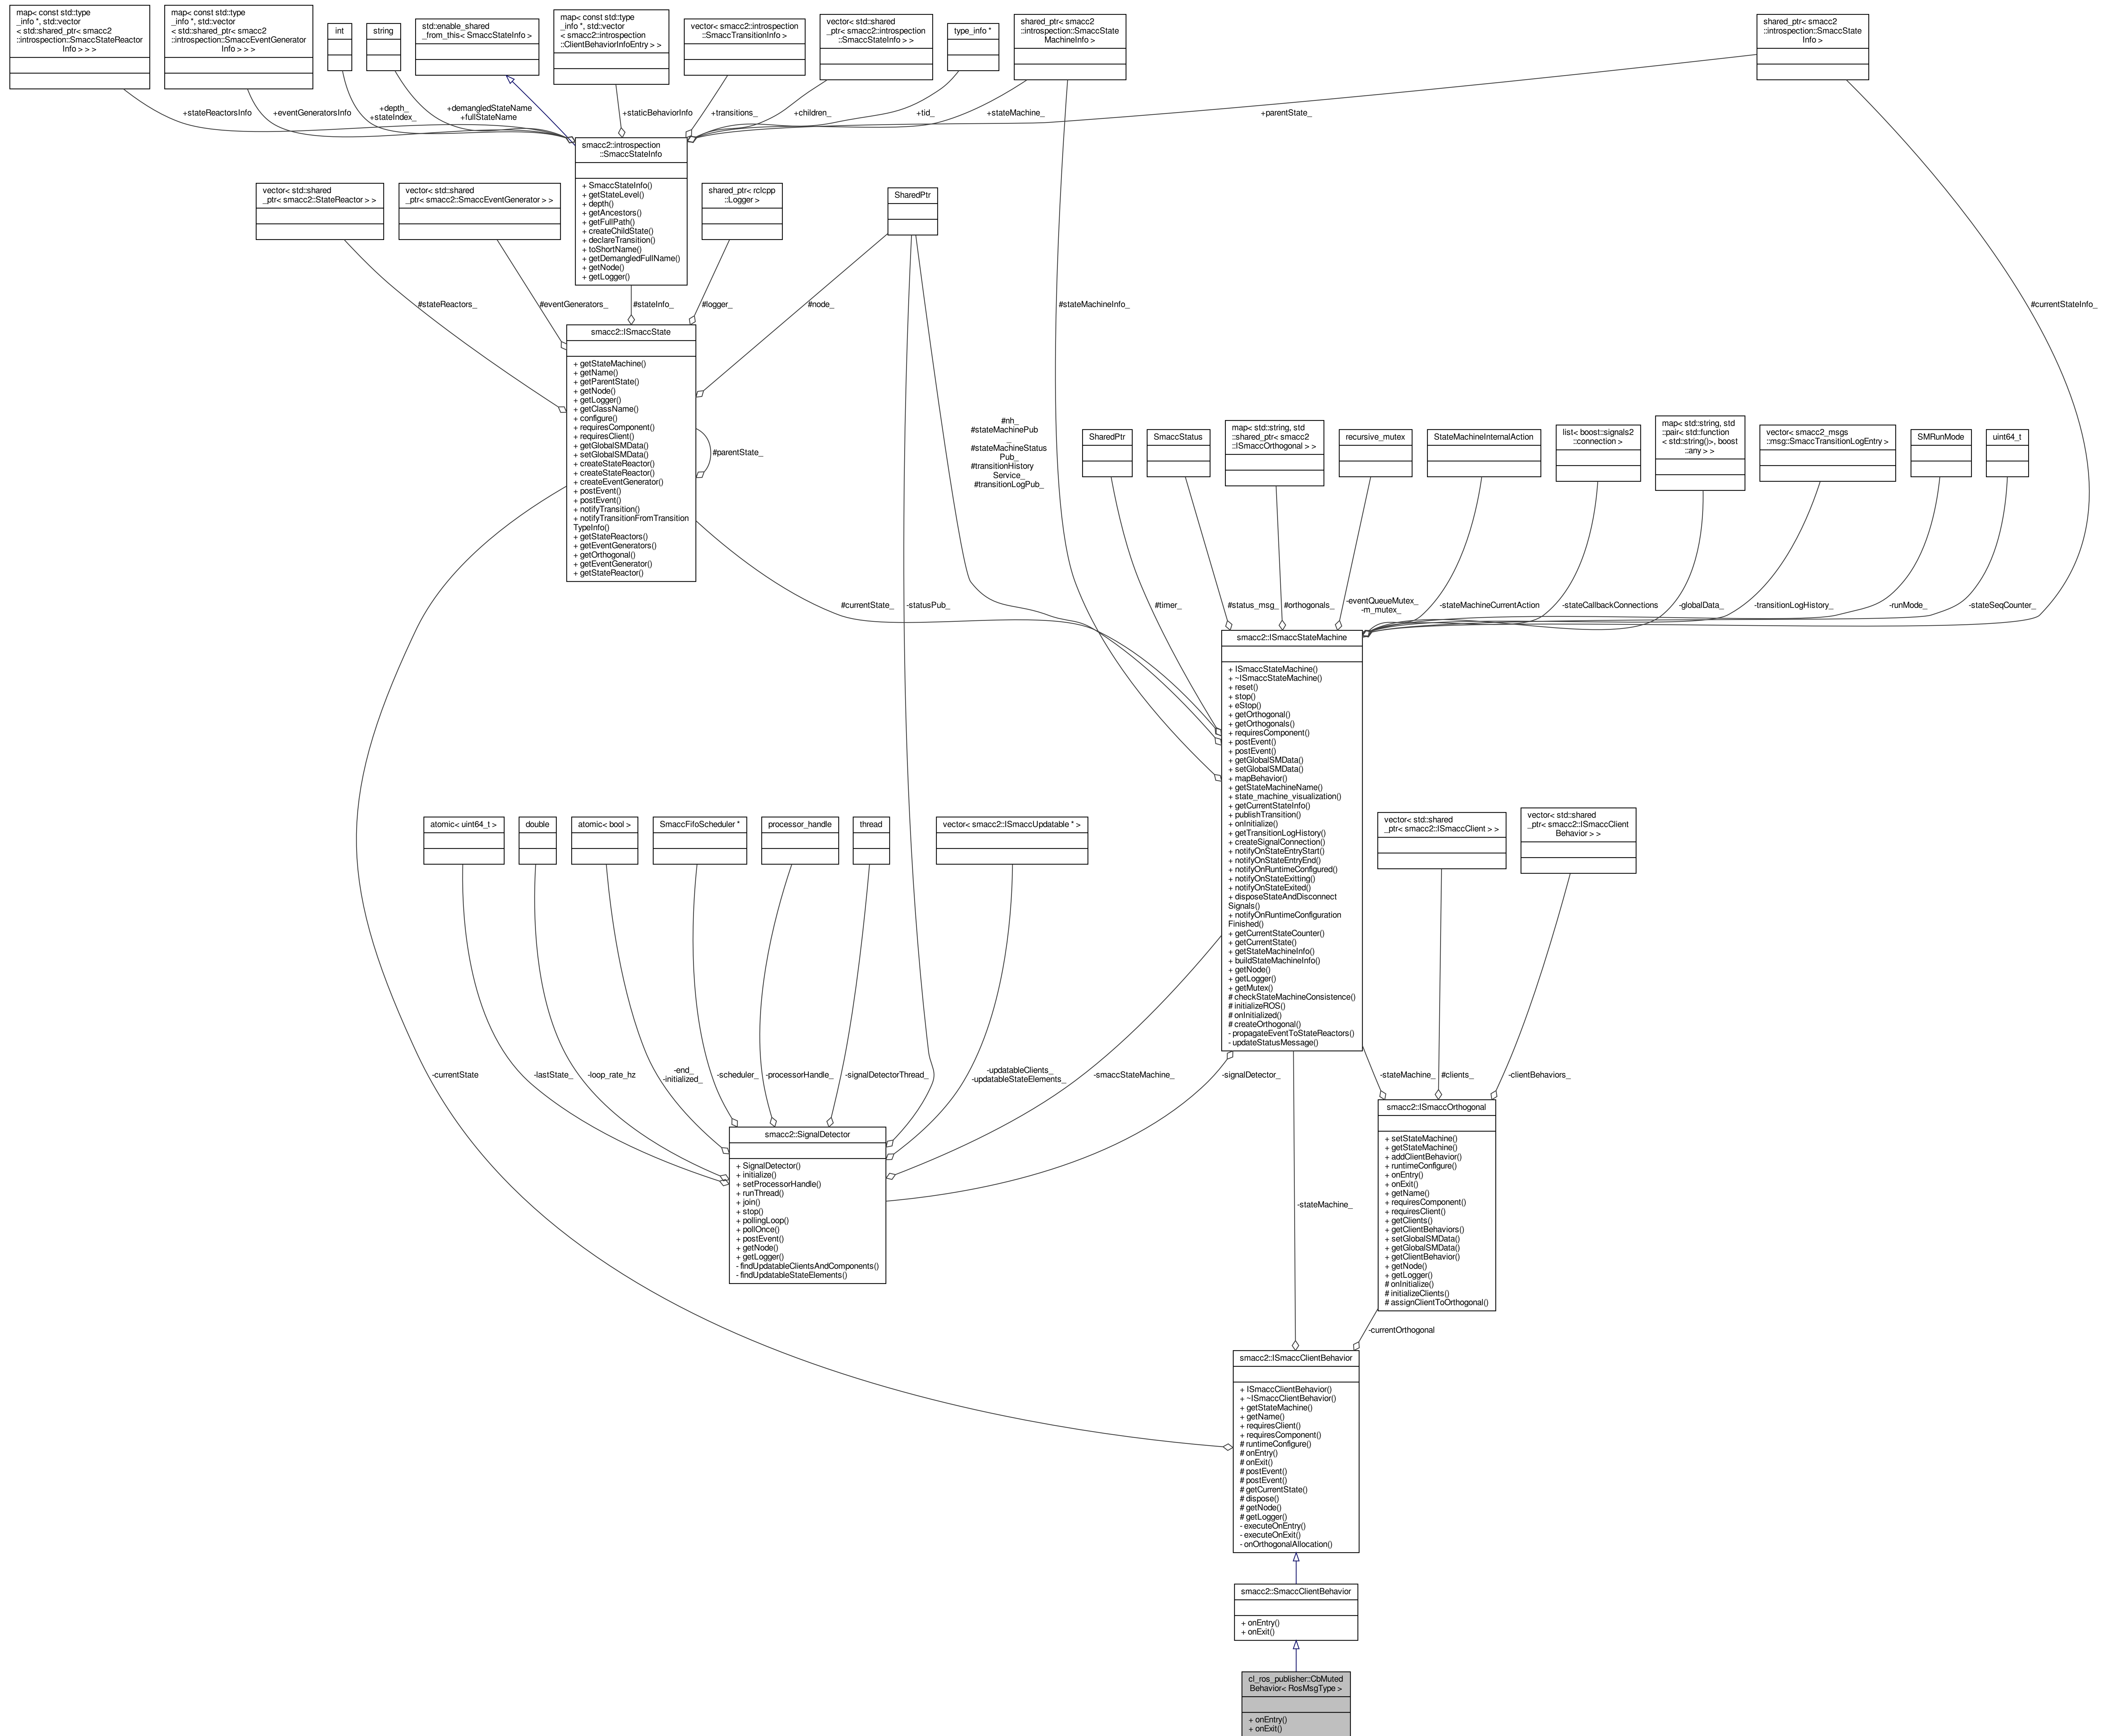 map< const std::type
_info *, std::vector
< std::shared_ptr< smacc2
::introspection::SmaccStateReactor
Info > > >
map< const std::type
_info *, std::vector
< std::shared_ptr< smacc2
::introspection::SmaccEventGenerator
Info > > >
int
string
std::enable_shared
_from_this< SmaccStateInfo >
map< const std::type
_info *, std::vector
< smacc2::introspection
::ClientBehaviorInfoEntry > >
vector< smacc2::introspection
::SmaccTransitionInfo >
vector< std::shared
_ptr< smacc2::introspection
::SmaccStateInfo > >
type_info *
shared_ptr< smacc2
::introspection::SmaccState
MachineInfo >
shared_ptr< smacc2
::introspection::SmaccState
Info >
+stateReactorsInfo
+eventGeneratorsInfo
+depth_
+stateIndex_
+demangledStateName
+fullStateName
+staticBehaviorInfo
+transitions_
+children_
+tid_
+stateMachine_
+parentState_
smacc2::introspection
::SmaccStateInfo
+ SmaccStateInfo()
+ getStateLevel()
+ depth()
+ getAncestors()
+ getFullPath()
+ createChildState()
+ declareTransition()
+ toShortName()
+ getDemangledFullName()
+ getNode()
+ getLogger()
vector< std::shared
_ptr< smacc2::StateReactor > >
vector< std::shared
_ptr< smacc2::SmaccEventGenerator > >
shared_ptr< rclcpp
::Logger >
SharedPtr
#stateReactors_
#eventGenerators_
#stateInfo_
#logger_
#node_
#stateMachineInfo_
#currentStateInfo_
smacc2::ISmaccState
+ getStateMachine()
+ getName()
+ getParentState()
+ getNode()
+ getLogger()
+ getClassName()
+ configure()
+ requiresComponent()
+ requiresClient()
+ getGlobalSMData()
+ setGlobalSMData()
+ createStateReactor()
+ createStateReactor()
+ createEventGenerator()
+ postEvent()
+ postEvent()
+ notifyTransition()
+ notifyTransitionFromTransition
TypeInfo()
+ getStateReactors()
+ getEventGenerators()
+ getOrthogonal()
+ getEventGenerator()
+ getStateReactor()
#parentState_
#nh_
#stateMachinePub
_
#stateMachineStatus
Pub_
#transitionHistory
Service_
#transitionLogPub_
SharedPtr
SmaccStatus
map< std::string, std
::shared_ptr< smacc2
::ISmaccOrthogonal > >
recursive_mutex
StateMachineInternalAction
list< boost::signals2
::connection >
map< std::string, std
::pair< std::function
< std::string()>, boost
::any > >
vector< smacc2_msgs
::msg::SmaccTransitionLogEntry >
SMRunMode
uint64_t
#currentState_
-statusPub_
#timer_
#status_msg_
#orthogonals_
-eventQueueMutex_
-m_mutex_
-stateMachineCurrentAction
-stateCallbackConnections
-globalData_
-transitionLogHistory_
-runMode_
-stateSeqCounter_
smacc2::ISmaccStateMachine
+ ISmaccStateMachine()
+ ~ISmaccStateMachine()
+ reset()
+ stop()
+ eStop()
+ getOrthogonal()
+ getOrthogonals()
+ requiresComponent()
+ postEvent()
+ postEvent()
+ getGlobalSMData()
+ setGlobalSMData()
+ mapBehavior()
+ getStateMachineName()
+ state_machine_visualization()
+ getCurrentStateInfo()
+ publishTransition()
+ onInitialize()
+ getTransitionLogHistory()
+ createSignalConnection()
+ notifyOnStateEntryStart()
+ notifyOnStateEntryEnd()
+ notifyOnRuntimeConfigured()
+ notifyOnStateExitting()
+ notifyOnStateExited()
+ disposeStateAndDisconnect
Signals()
+ notifyOnRuntimeConfiguration
Finished()
+ getCurrentStateCounter()
+ getCurrentState()
+ getStateMachineInfo()
+ buildStateMachineInfo()
+ getNode()
+ getLogger()
+ getMutex()
# checkStateMachineConsistence()
# initializeROS()
# onInitialized()
# createOrthogonal()
- propagateEventToStateReactors()
- updateStatusMessage()
atomic< uint64_t >
double
atomic< bool >
SmaccFifoScheduler *
processor_handle
thread
vector< smacc2::ISmaccUpdatable * >
vector< std::shared
_ptr< smacc2::ISmaccClient > >
vector< std::shared
_ptr< smacc2::ISmaccClient
Behavior > >
-currentState
-lastState_
-loop_rate_hz
-end_
-initialized_
-scheduler_
-processorHandle_
-signalDetectorThread_
-updatableClients_
-updatableStateElements_
-smaccStateMachine_
-signalDetector_
-stateMachine_
#clients_
-clientBehaviors_
smacc2::SignalDetector
+ SignalDetector()
+ initialize()
+ setProcessorHandle()
+ runThread()
+ join()
+ stop()
+ pollingLoop()
+ pollOnce()
+ postEvent()
+ getNode()
+ getLogger()
- findUpdatableClientsAndComponents()
- findUpdatableStateElements()
smacc2::ISmaccOrthogonal
+ setStateMachine()
+ getStateMachine()
+ addClientBehavior()
+ runtimeConfigure()
+ onEntry()
+ onExit()
+ getName()
+ requiresComponent()
+ requiresClient()
+ getClients()
+ getClientBehaviors()
+ setGlobalSMData()
+ getGlobalSMData()
+ getClientBehavior()
+ getNode()
+ getLogger()
# onInitialize()
# initializeClients()
# assignClientToOrthogonal()
-stateMachine_
-currentOrthogonal
smacc2::ISmaccClientBehavior
+ ISmaccClientBehavior()
+ ~ISmaccClientBehavior()
+ getStateMachine()
+ getName()
+ requiresClient()
+ requiresComponent()
# runtimeConfigure()
# onEntry()
# onExit()
# postEvent()
# postEvent()
# getCurrentState()
# dispose()
# getNode()
# getLogger()
- executeOnEntry()
- executeOnExit()
- onOrthogonalAllocation()
smacc2::SmaccClientBehavior
+ onEntry()
+ onExit()
cl_ros_publisher::CbMuted
Behavior< RosMsgType >
+ onEntry()
+ onExit()